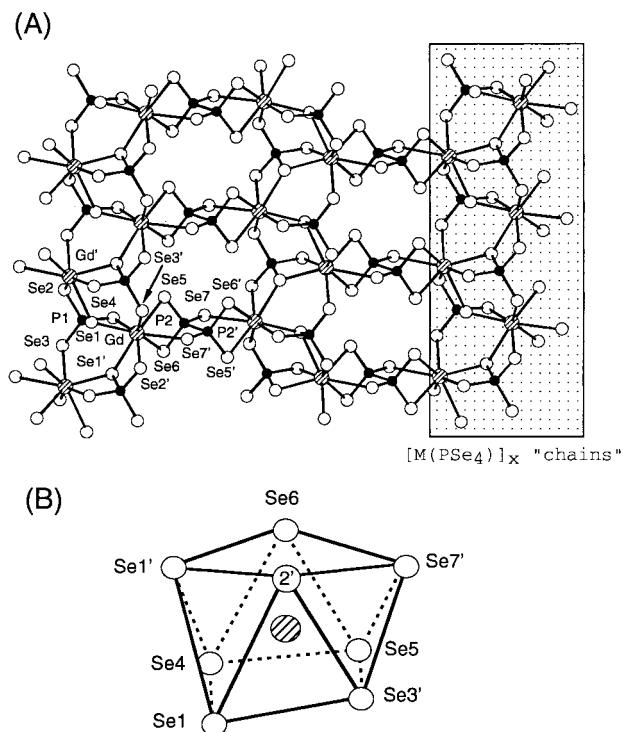 (A)
Gd'
Se3'
Se2
Se5
Se4
Se7
Se6'
P1
P2
P2'
Se3
Se1
Gd
Se7'
Se1'
Se6
Se5'
Se2'
[M(PSe4)]x "chains"
(B)
Se6
Se1'
2'
Se7'
Se4
Se5
Se1
Se3'